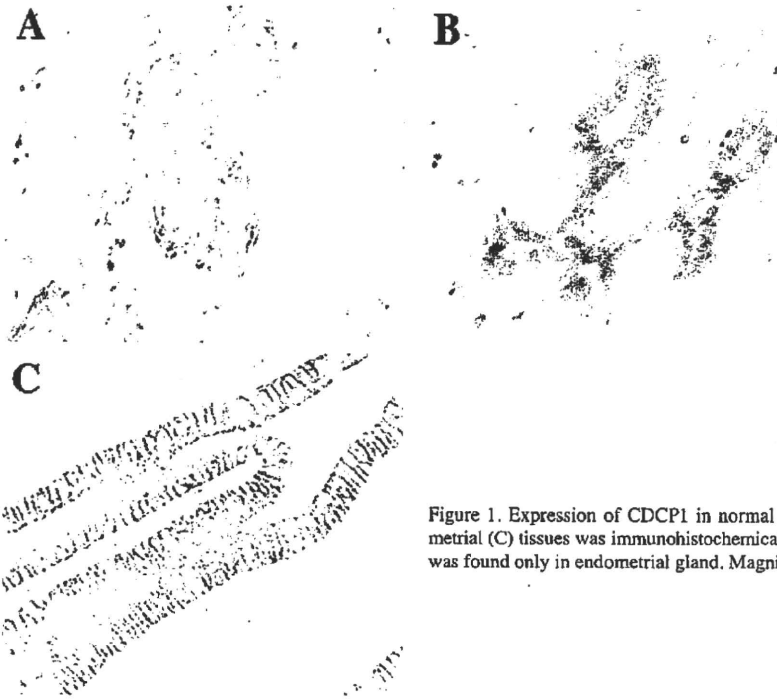 A
B
C
Figure 1. Expression of CDCP1 in normal
metrial (C) tissues was immunohistochemica
was found only in endometrial gland. Magni